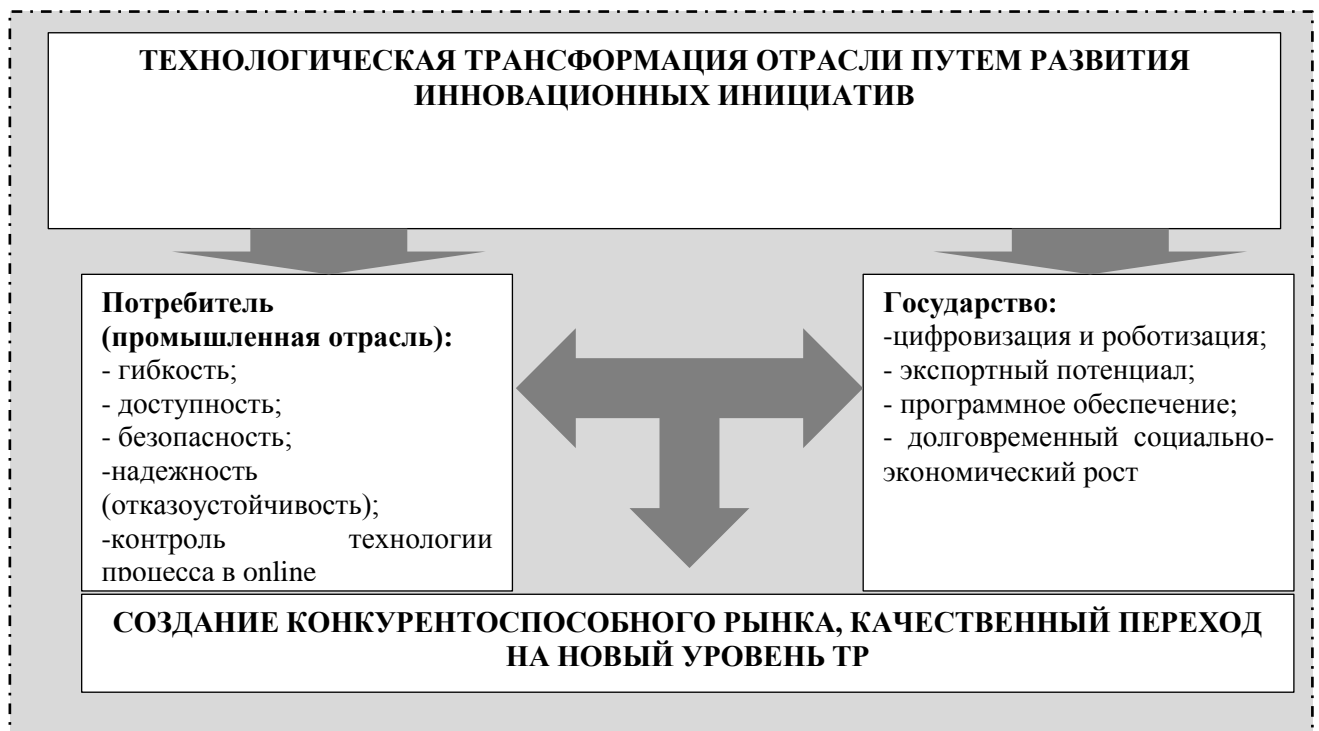 ТЕХНОЛОГИЧЕСКАЯ ТРАНСФОРМАЦИЯ ОТРАСЛИ ПУТЕМ РАЗВИТИЯ
ИННОВАЦИОННЫХ ИНИЦИАТИВ
Потребитель
(промышленная отрасль):
- гибкость;
- доступность;
- безопасность;
-надежность
(отказоустойчивость);
-контроль технологии
процесса в online
Государство:
-цифровизация и роботизация;
- экспортный потенциал;
- программное обеспечение;
- долговременный социально-
экономический рост
СОЗДАНИЕ КОНКУРЕНТОСПОСОБНОГО РЫНКА, КАЧЕСТВЕННЫЙ ПЕРЕХОД
НА НОВЫЙ УРОВЕНЬ ТР